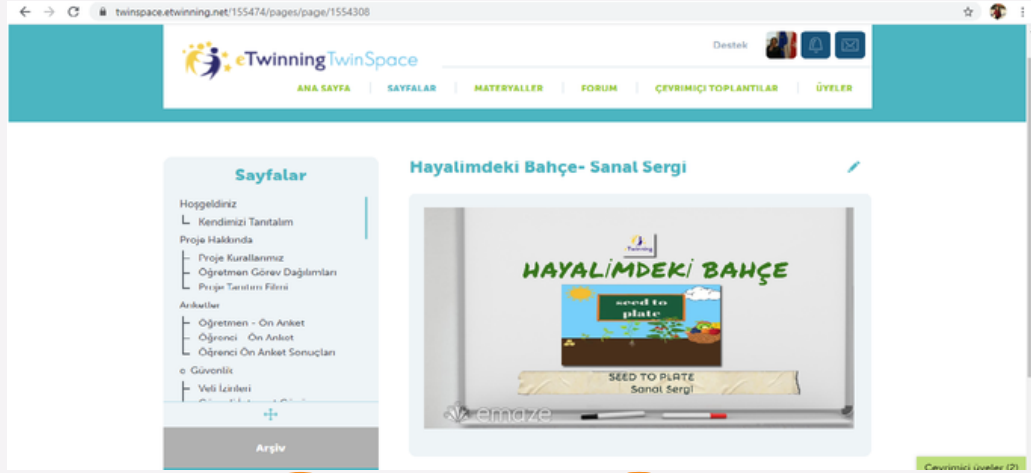 twinspace.etwinning.net/155474/pages/page/1554308
eTwinningTwinSpace
Destek
ANA SAYFA
SAYFALAR
MATERYALLER
FORUM
ÇEVRIMIÇI TOPLANTILAR
ÜYELER
Sayfalar
Hoşgeldiniz
Kendimizi Tanıtalım
Proje Hakkında
Proje Kurallarımız
Öğretmen Görev Dağılımları
Proje Tanıtım Filmi
Anketler
Öğretmen - Ön Anket
Öğrenci Ön Anket
Öğrenci Ön Anket Sonuçları
e Güvenlik
Veli İzinleri
Arşiv
Hayalimdeki Bahçe- Sanal Sergi
HAYALİMDEKİ BAHÇE
seed to
plate
SEED TO PLATE
Sanal Sergi
emaze
Çevrimiçi üyeler (2)